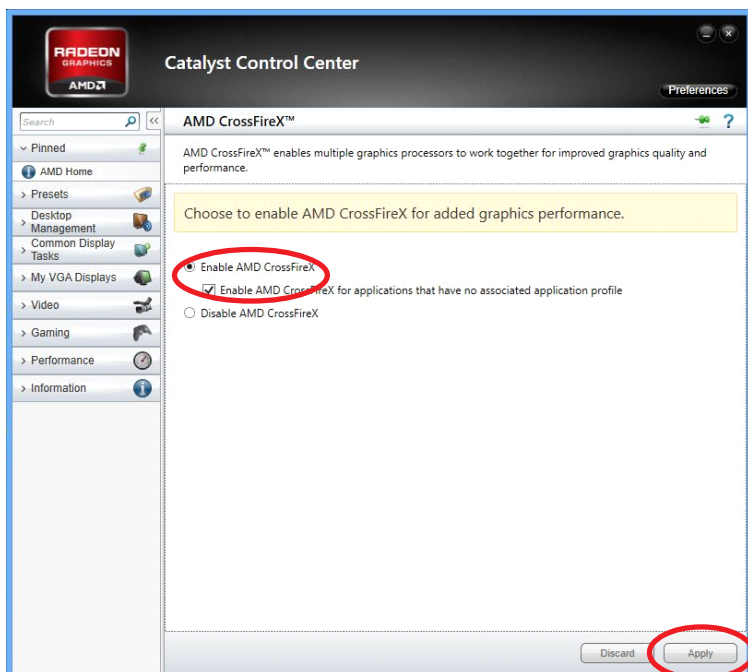 RADEON
GRAPHICS
AMD
Catalyst Control Center
Preferences
Search
<<
AMD CrossFireX™
?
Pinned
AMD Home
> Presets
> Desktop
Management
> Common Display
Tasks
> My VGA Displays
> Video
> Gaming
> Performance
> Information
AMD CrossFireX™ enables multiple graphics processors to work together for improved graphics quality and
performance.
Choose to enable AMD CrossFireX for added graphics performance.
Enable AMD CrossFireX
Enable AMD CrossFireX for applications that have no associated application profile
Disable AMD CrossFireX
Discard
Apply